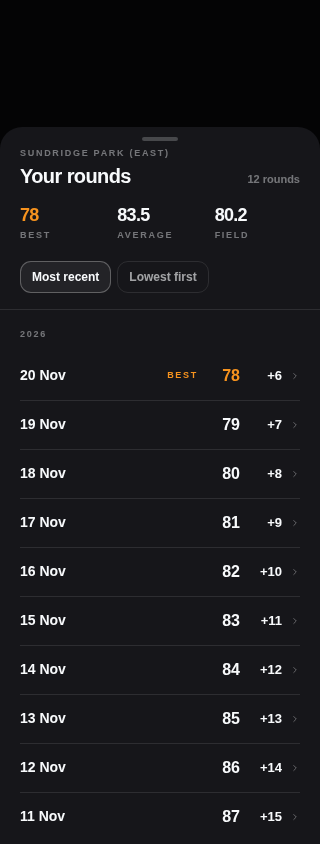 SUNDRIDGE PARK (EAST)
Your rounds 12 rounds
78 83.5 80.2
BEST AVERAGE FIELD
Most recent Lowest first
2026
20 Nov BEST 78 +6 ›
19 Nov 79 +7 ›
18 Nov 80 +8 ›
17 Nov 81 +9 ›
16 Nov 82 +10 ›
15 Nov 83 +11 ›
14 Nov 84 +12 ›
13 Nov 85 +13 ›
12 Nov 86 +14 ›
11 Nov 87 +15 ›